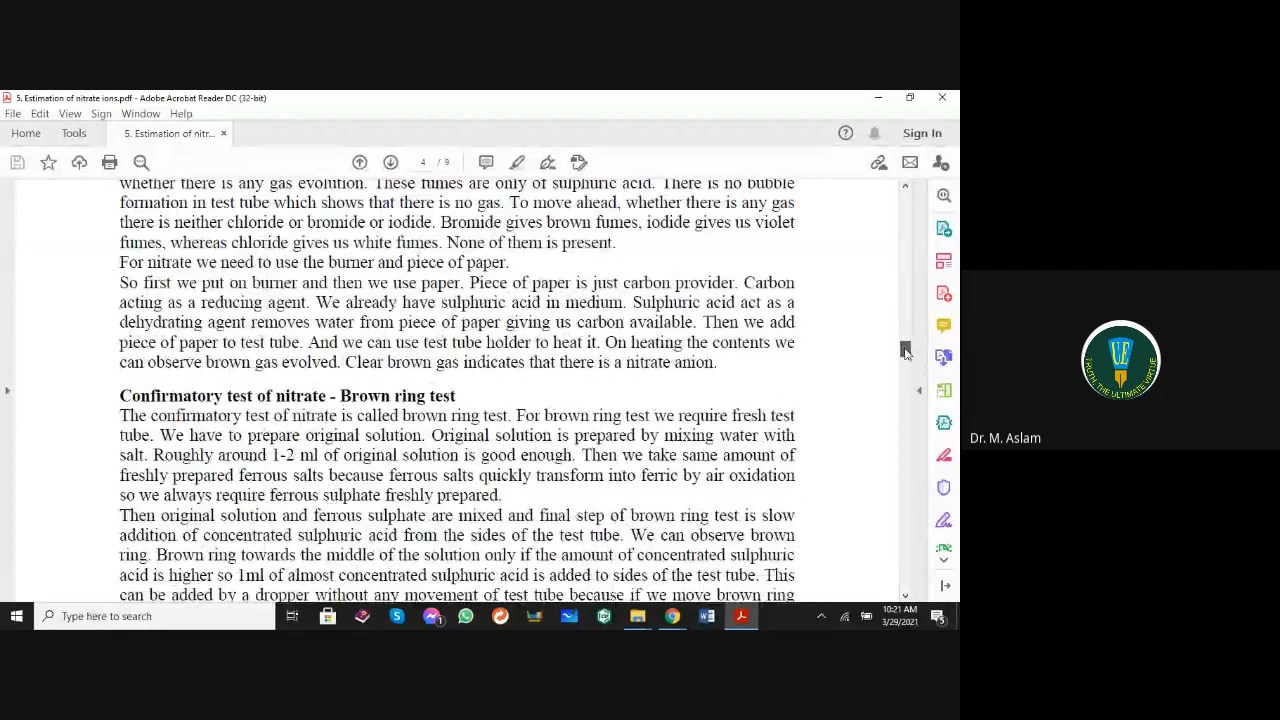 5. Estimation of nitrate ions.pdf - Adobe Acrobat Reader DC (32-bit)
File Edit View Sign Window Help
Home Tools 5. Estimation of nitr... × Sign In
4 / 9
whether there is any gas evolution. These fumes are only of sulphuric acid. There is no bubble
formation in test tube which shows that there is no gas. To move ahead, whether there is any gas
there is neither chloride or bromide or iodide. Bromide gives brown fumes, iodide gives us violet
fumes, whereas chloride gives us white fumes. None of them is present.
For nitrate we need to use the burner and piece of paper.
So first we put on burner and then we use paper. Piece of paper is just carbon provider. Carbon
acting as a reducing agent. We already have sulphuric acid in medium. Sulphuric acid act as a
dehydrating agent removes water from piece of paper giving us carbon available. Then we add
piece of paper to test tube. And we can use test tube holder to heat it. On heating the contents we
can observe brown gas evolved. Clear brown gas indicates that there is a nitrate anion.
Confirmatory test of nitrate - Brown ring test
The confirmatory test of nitrate is called brown ring test. For brown ring test we require fresh test
tube. We have to prepare original solution. Original solution is prepared by mixing water with
salt. Roughly around 1-2 ml of original solution is good enough. Then we take same amount of
freshly prepared ferrous salts because ferrous salts quickly transform into ferric by air oxidation
so we always require ferrous sulphate freshly prepared.
Then original solution and ferrous sulphate are mixed and final step of brown ring test is slow
addition of concentrated sulphuric acid from the sides of the test tube. We can observe brown
ring. Brown ring towards the middle of the solution only if the amount of concentrated sulphuric
acid is higher so 1ml of almost concentrated sulphuric acid is added to sides of the test tube. This
can be added by a dropper without any movement of test tube because if we move brown ring
Type here to search
10:21 AM
3/29/2021
UE
TRUTH, THE ULTIMATE VIRTUE
Dr. M. Aslam